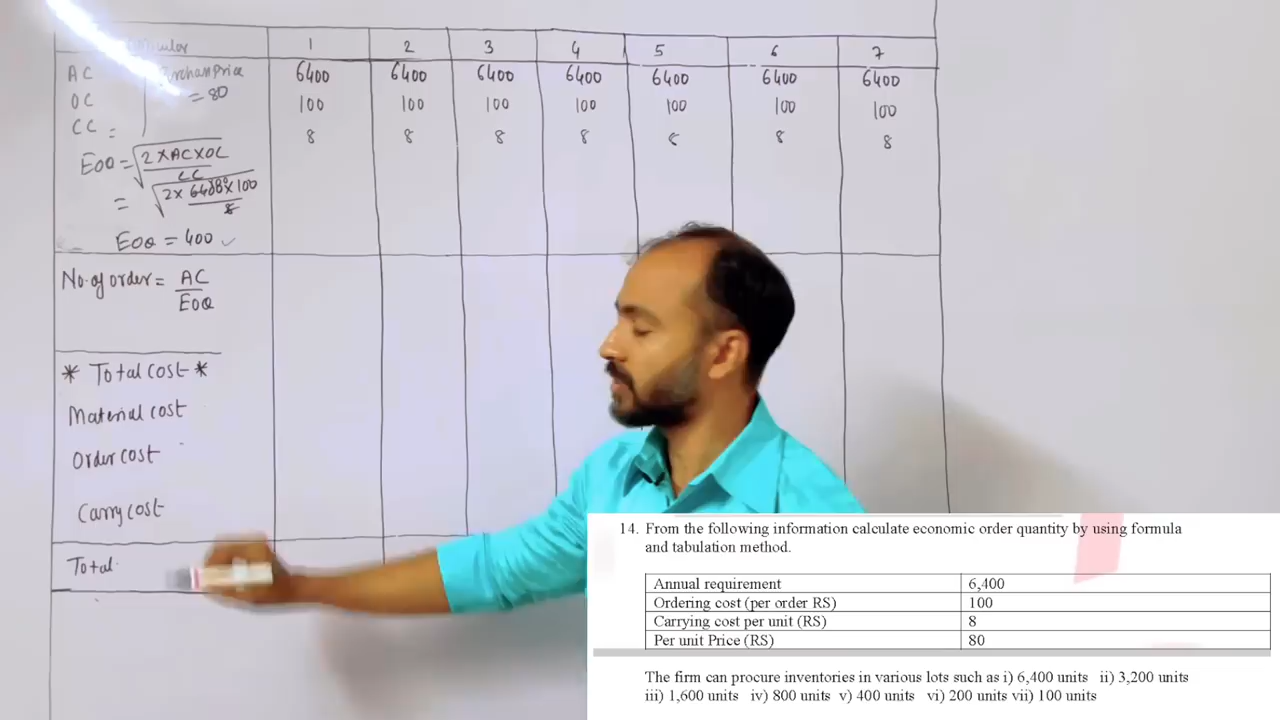 1 2 3 4 5 6 7
AC Price 6400 6400 6400 6400 6400 6400 6400
OC = 80 100 100 100 100 100 100 100
CC = 8 8 8 8 8 8 8
EOQ = √2 X AC X OC
CC
= √2 x 6400 x 100
8
EOQ = 400 ✓
No. of order = AC
EOQ
* Total cost *
Material cost
Order cost
Carry cost
Total
14. From the following information calculate economic order quantity by using formula
and tabulation method.
Annual requirement 6,400
Ordering cost (per order RS) 100
Carrying cost per unit (RS) 8
Per unit Price (RS) 80
The firm can procure inventories in various lots such as i) 6,400 units ii) 3,200 units
iii) 1,600 units iv) 800 units v) 400 units vi) 200 units vii) 100 units